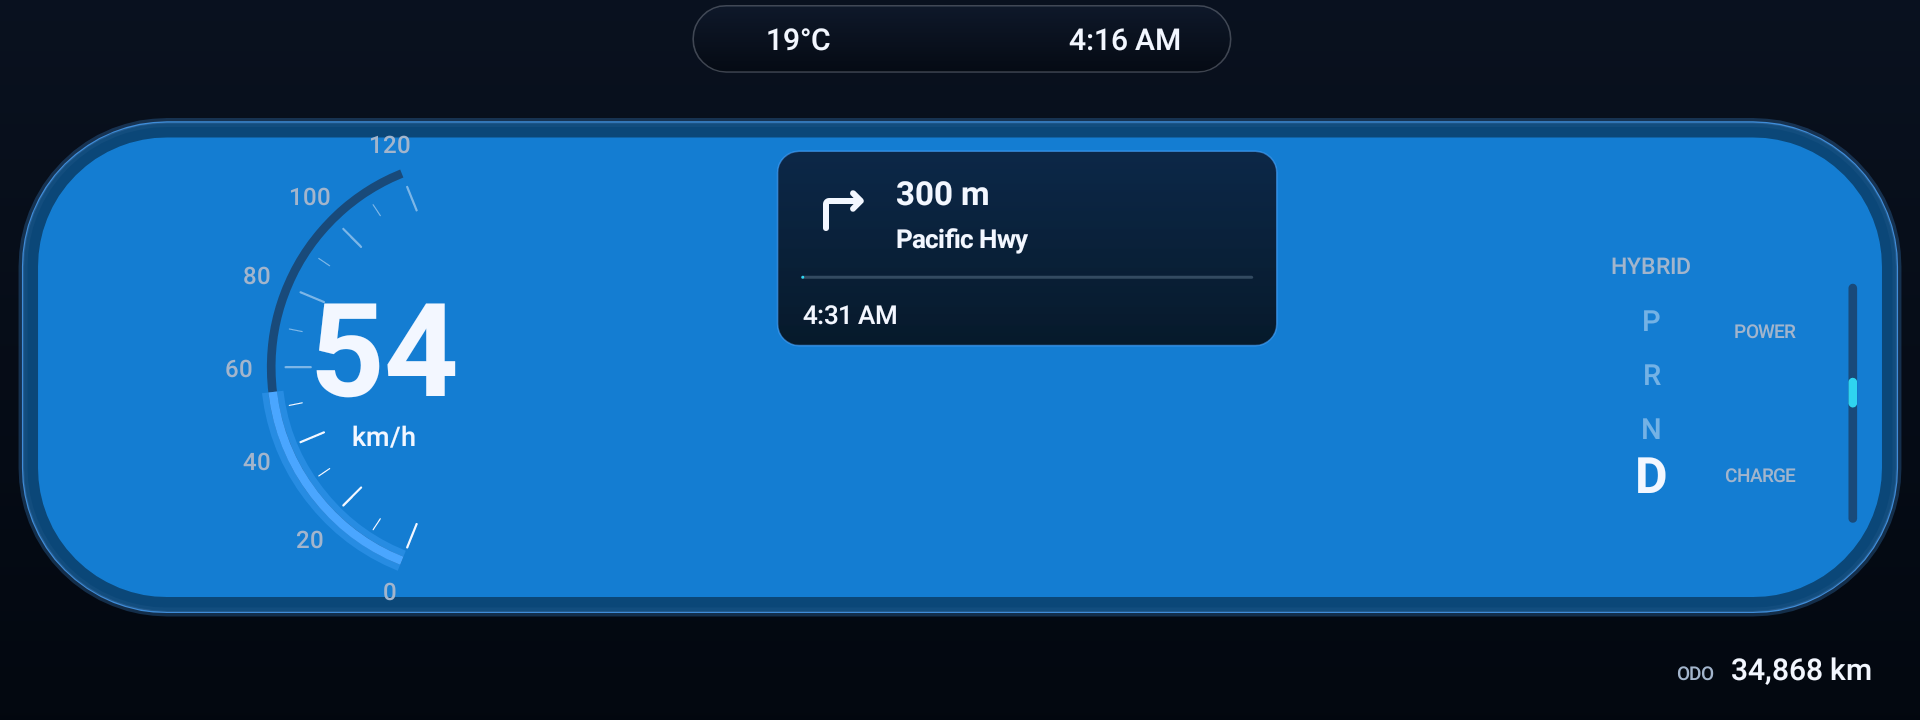 19°C
4:16 AM
120
100
80
60
40
20
0
54
km/h
300 m
Pacific Hwy
4:31 AM
HYBRID
P
R
N
D
POWER
CHARGE
ODO 34,868 km